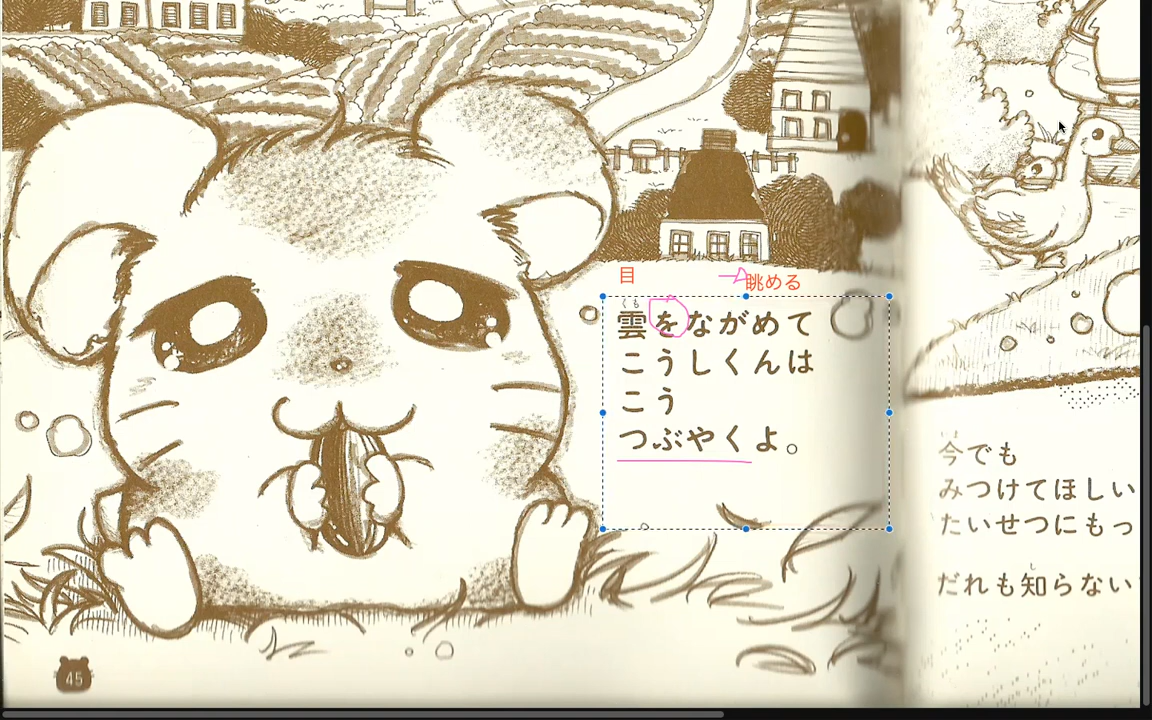 目 →眺める
くも
雲をながめて
こうしくんは
こう
つぶやくよ。
45
今でも
みつけてほしい
たいせつにもっ
し
だれも知らない